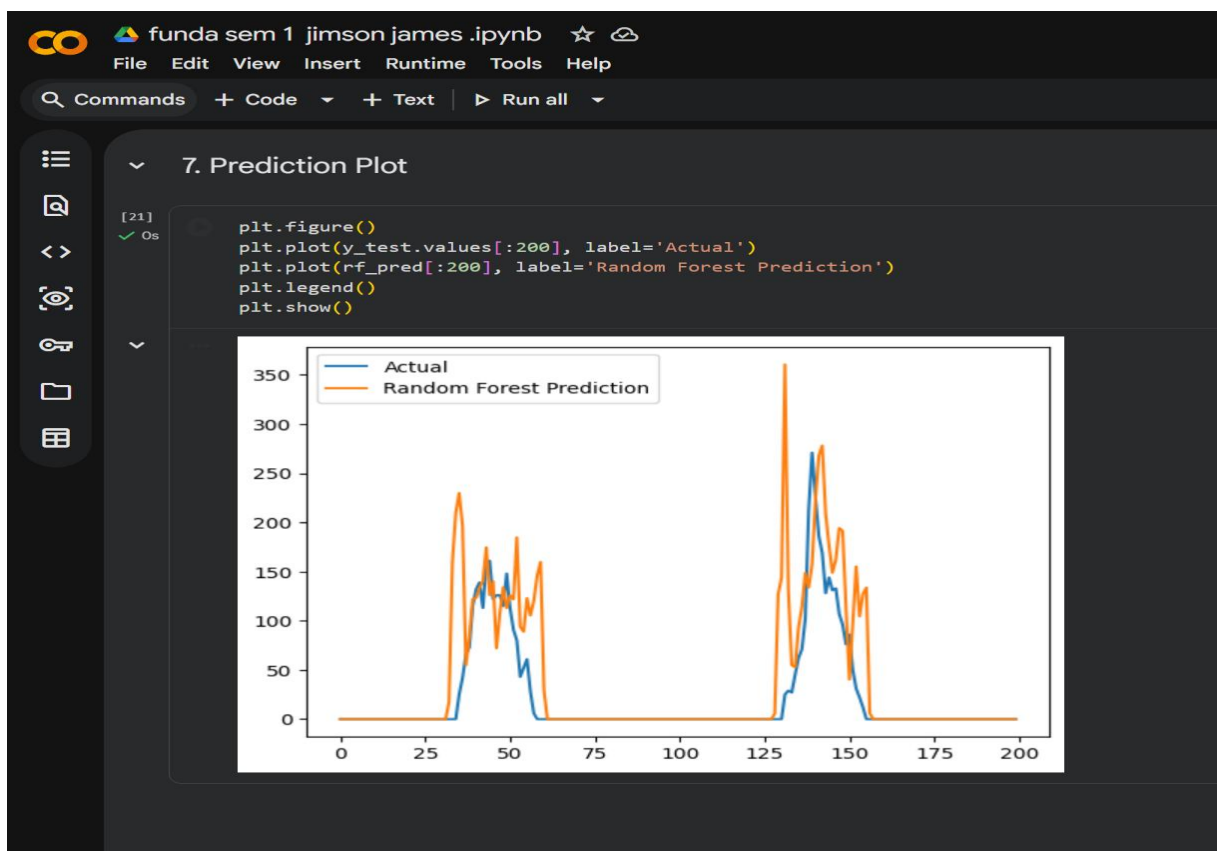 funda sem 1 jimson james .ipynb
File Edit View Insert Runtime Tools Help
Commands + Code + Text Run all
7. Prediction Plot
[21]
0s
plt.figure()
plt.plot(y_test.values[:200], label='Actual')
plt.plot(rf_pred[:200], label='Random Forest Prediction')
plt.legend()
plt.show()
Actual
Random Forest Prediction
350
300
250
200
150
100
50
0
0 25 50 75 100 125 150 175 200